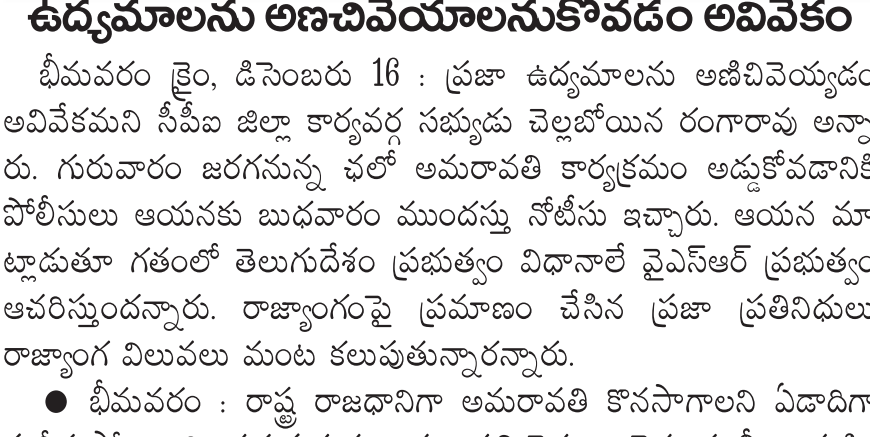 ఉద్యమాలను అణచివేయాలనుకోవడం అవివేకం
భీమవరం క్రైం, డిసెంబరు 16 : ప్రజా ఉద్యమాలను అణిచివెయ్యడం
అవివేకమని సీపీఐ జిల్లా కార్యవర్గ సభ్యుడు చెల్లబోయిన రంగారావు అన్నా
రు. గురువారం జరగనున్న ఛలో అమరావతి కార్యక్రమం అడ్డుకోవడానికి
పోలీసులు ఆయనకు బుధవారం ముందస్తు నోటీసు ఇచ్చారు. ఆయన మా
ట్లాడుతూ గతంలో తెలుగుదేశం ప్రభుత్వం విధానాలే వైఎస్ఆర్ ప్రభుత్వం
ఆచరిస్తుందన్నారు. రాజ్యాంగంపై ప్రమాణం చేసిన ప్రజా ప్రతినిధులు
రాజ్యాంగ విలువలు మంట కలుపుతున్నారన్నారు.
● భీమవరం : రాష్ట్ర రాజధానిగా అమరావతి కొనసాగాలని ఏడాదిగా